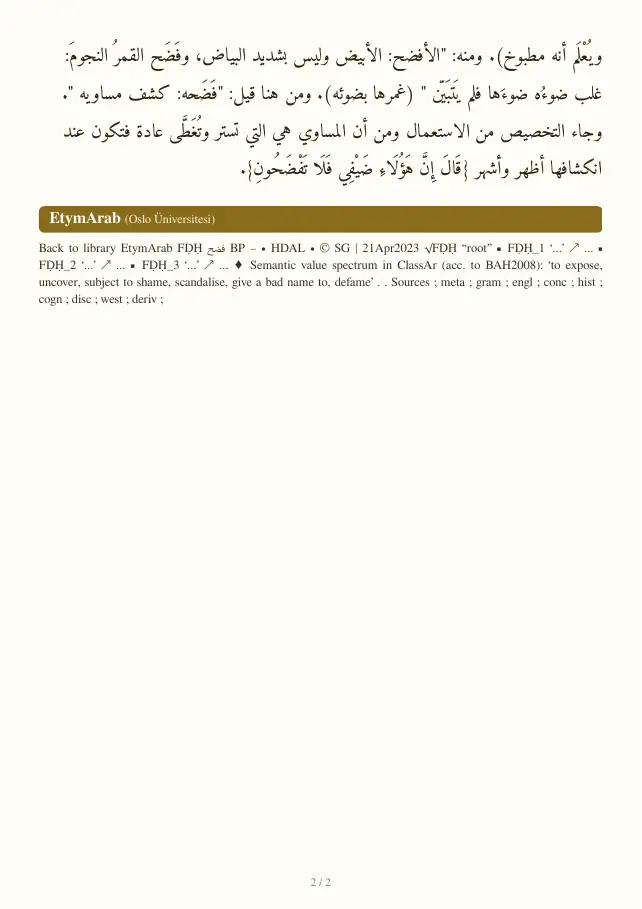 ويُعْلَم أنه مطبوخ). ومنه: "الأفضح: الأبيض وليس بشديد البياض، وفَضَح القمرُ النجومَ:
غلب ضوءُه ضوءَها فلم يَتَبَيّن " (غمرها بضوئه). ومن هنا قيل: "فَضَحه: كشف مساويه ".
وجاء التخصيص من الاستعمال ومن أن المساوي هي التي تستر وتُغَطَّى عادة فتكون عند
انكشافها أظهر وأشهر {قَالَ إِنَّ هَؤُلَاءِ ضَيْفِي فَلَا تَفْضَحُونِ}.
EtymArab (Oslo Üniversitesi)
Back to library EtymArab FḌḤ فضح BP – • HDAL • © SG | 21Apr2023 √FḌḤ “root” ▪ FḌḤ_1 ‘...’ ↗ ... ▪
FḌḤ_2 ‘...’ ↗ ... ▪ FḌḤ_3 ‘...’ ↗ ... ♦ Semantic value spectrum in ClassAr (acc. to BAH2008): ‘to expose,
uncover, subject to shame, scandalise, give a bad name to, defame’ . . Sources ; meta ; gram ; engl ; conc ; hist ;
cogn ; disc ; west ; deriv ;
2 / 2